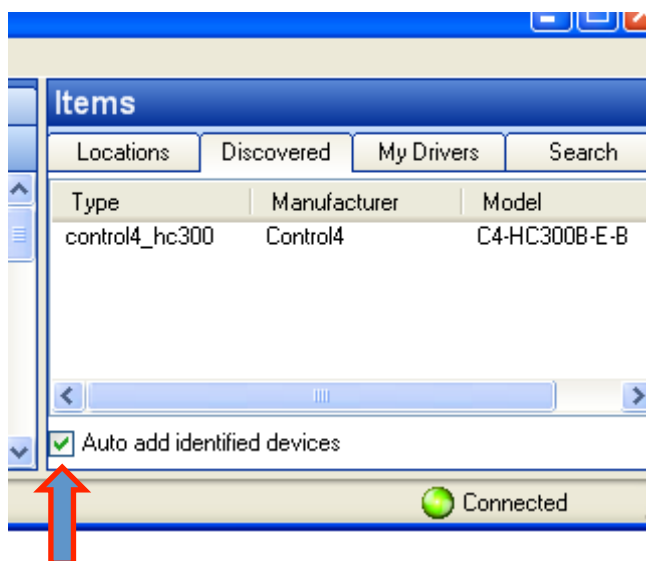 Items
Locations Discovered My Drivers Search
Type Manufacturer Model
control4_hc300 Control4 C4-HC300B-E-B
Auto add identified devices
Connected